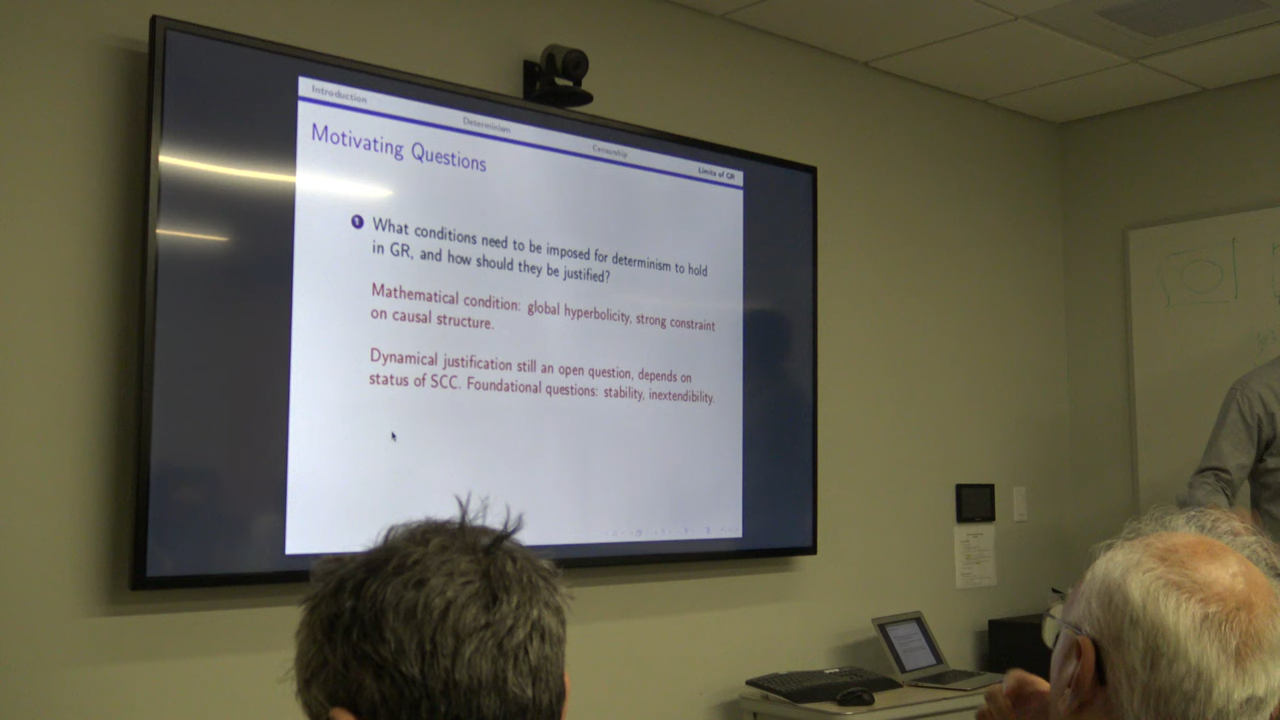 Introduction
Determinism
Censorship
Limits of GR
Motivating Questions
1 What conditions need to be imposed for determinism to hold
in GR, and how should they be justified?
Mathematical condition: global hyperbolicity, strong constraint
on causal structure.
Dynamical justification still an open question, depends on
status of SCC. Foundational questions: stability, inextendibility.